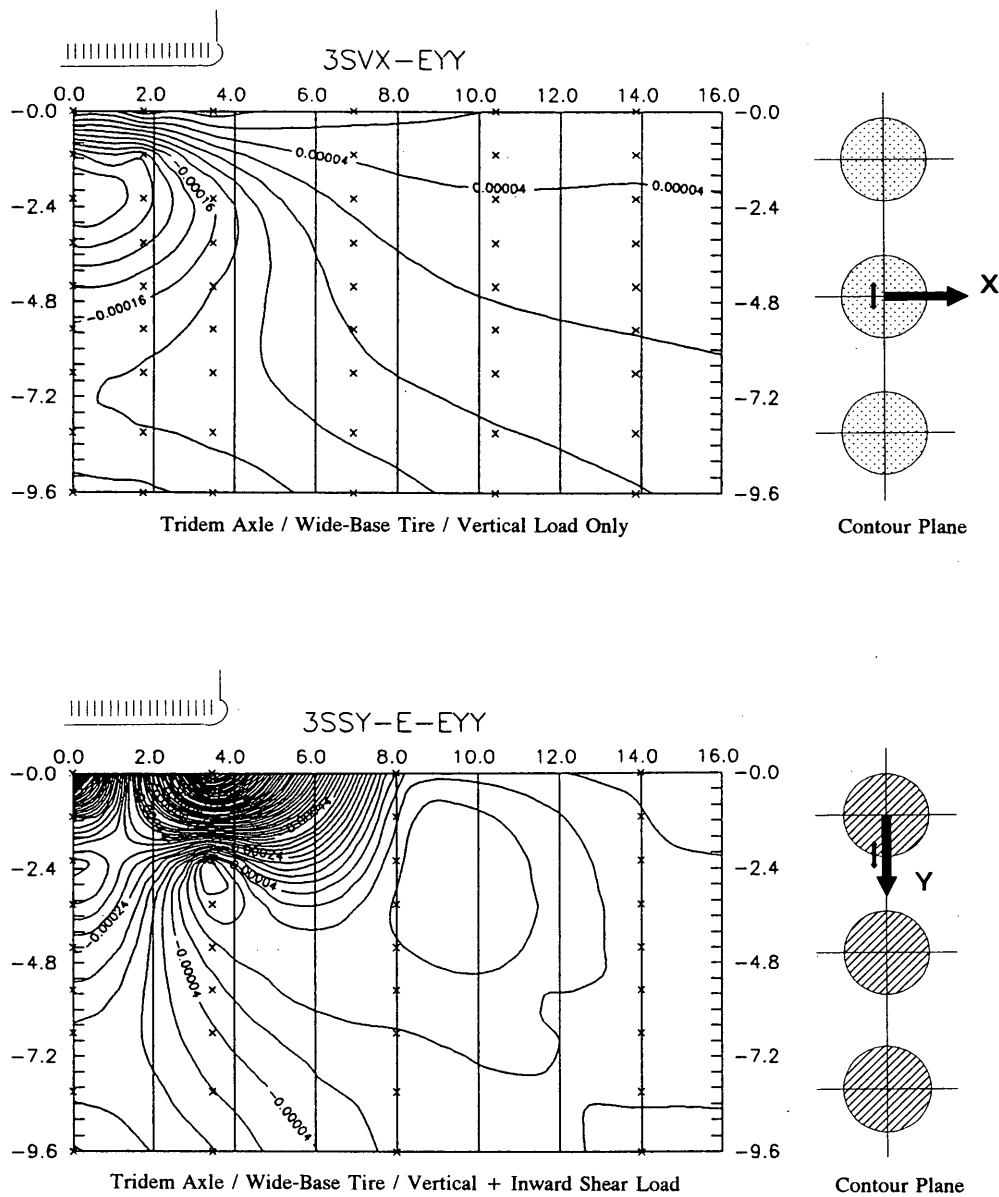 3SVX-EYY
0.0 2.0 4.0 6.0 8.0 10.0 12.0 14.0 16.0
-0.0 -0.0
0.00004
-0.00016
0.00004
0.00004
-2.4 -2.4
-4.8 -4.8
X
-0.00016
-7.2 -7.2
-9.6 -9.6
Tridem Axle / Wide-Base Tire / Vertical Load Only
Contour Plane
3SSY-E-EYY
0.0 2.0 4.0 6.0 8.0 10.0 12.0 14.0 16.0
-0.0 -0.0
-0.00024
0.00004
-2.4 -2.4
Y
-0.00024
-4.8 -4.8
-0.00004
-7.2 -7.2
-0.00004
-9.6 -9.6
Tridem Axle / Wide-Base Tire / Vertical + Inward Shear Load
Contour Plane